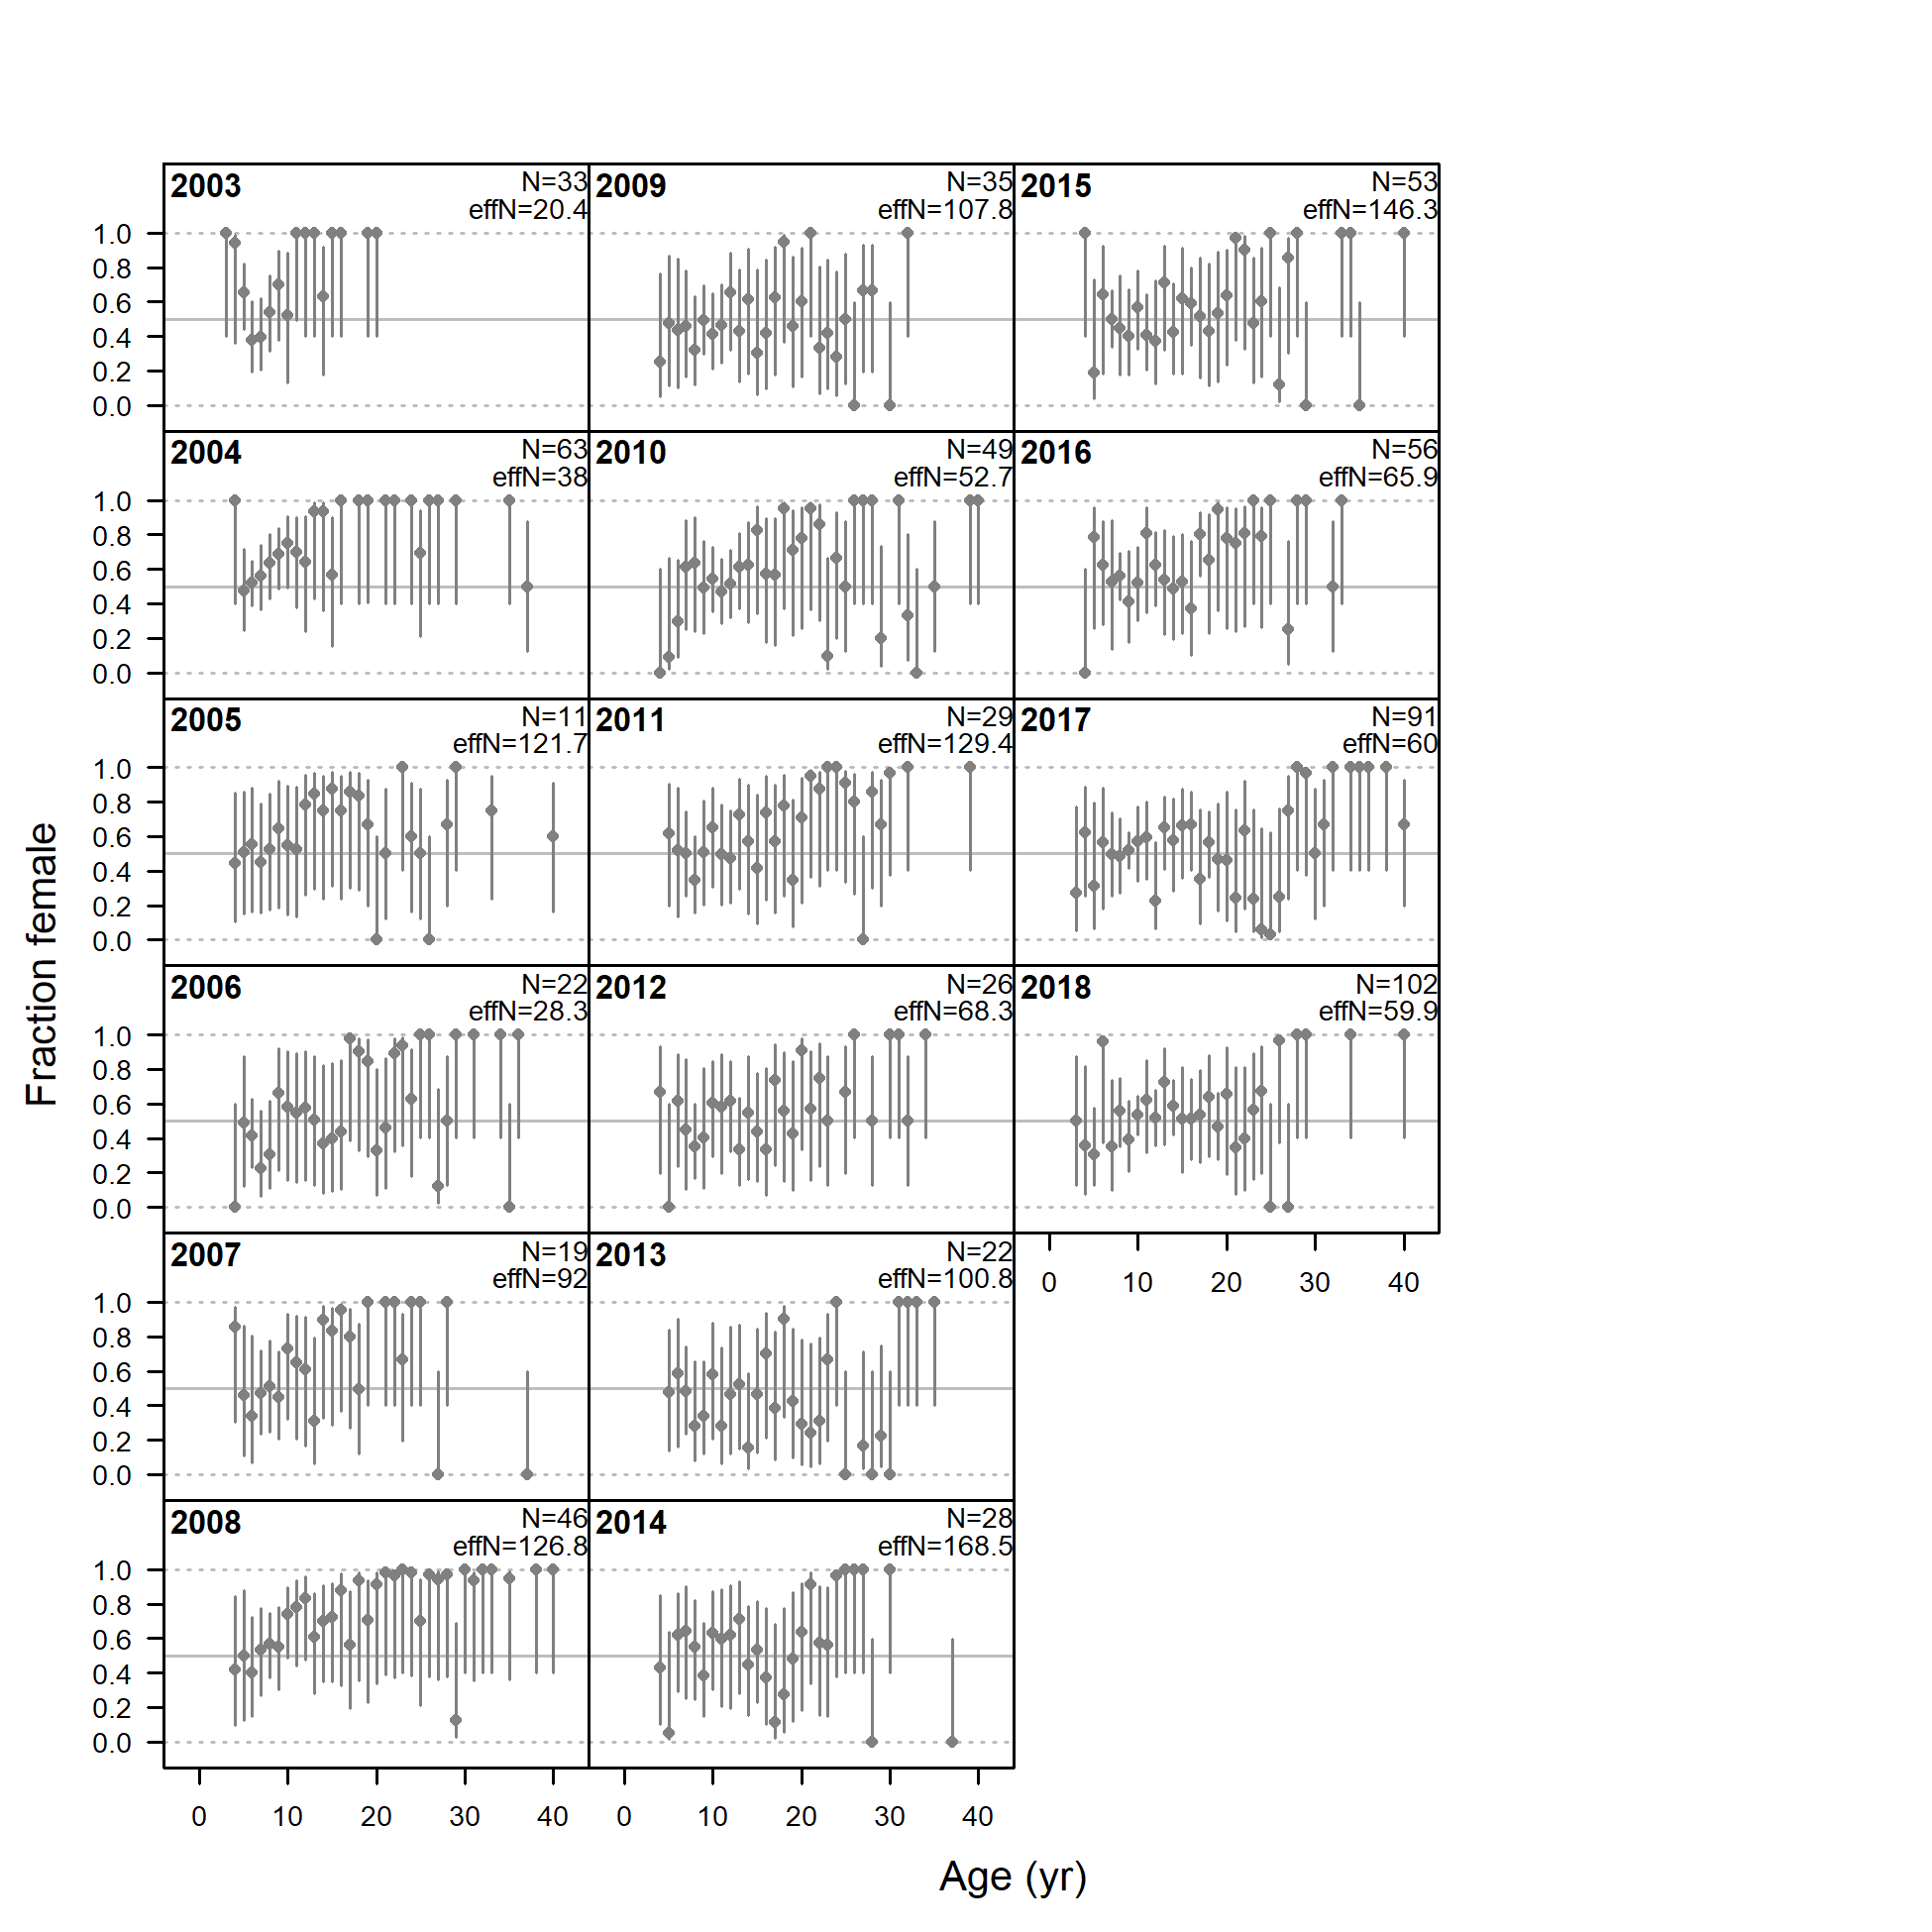 2003
N=33
effN=20.4
2009
N=35
effN=107.8
2015
N=53
effN=146.3
1.0
0.8
0.6
0.4
0.2
0.0
2004
N=63
effN=38
2010
N=49
effN=52.7
2016
N=56
effN=65.9
1.0
0.8
0.6
0.4
0.2
0.0
2005
N=11
effN=121.7
2011
N=29
effN=129.4
2017
N=91
effN=60
1.0
0.8
0.6
0.4
0.2
0.0
2006
N=22
effN=28.3
2012
N=26
effN=68.3
2018
N=102
effN=59.9
1.0
0.8
0.6
0.4
0.2
0.0
2007
N=19
effN=92
2013
N=22
effN=100.8
0 10 20 30 40
1.0
0.8
0.6
0.4
0.2
0.0
2008
N=46
effN=126.8
2014
N=28
effN=168.5
1.0
0.8
0.6
0.4
0.2
0.0
0 10 20 30 40
0 10 20 30 40
Fraction female
Age (yr)